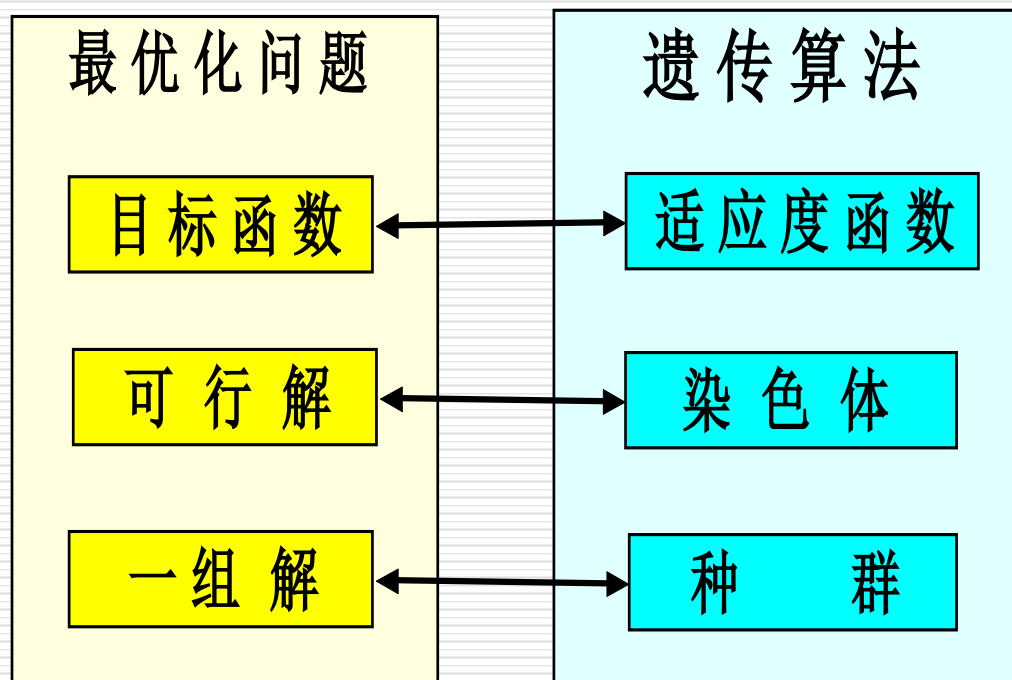 最优化问题
目标函数
可行解
一组解
遗传算法
适应度函数
染色体
种群